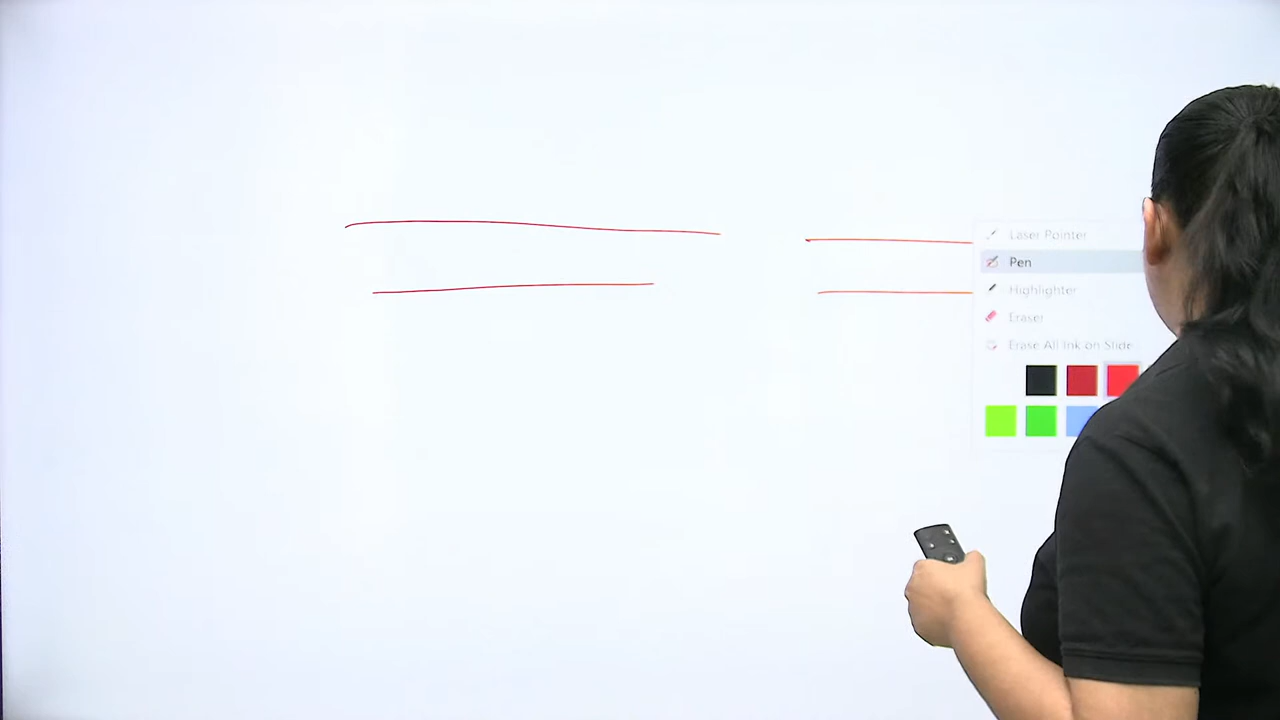 Laser Pointer
Pen
Highlighter
Eraser
Erase All Ink on Slide